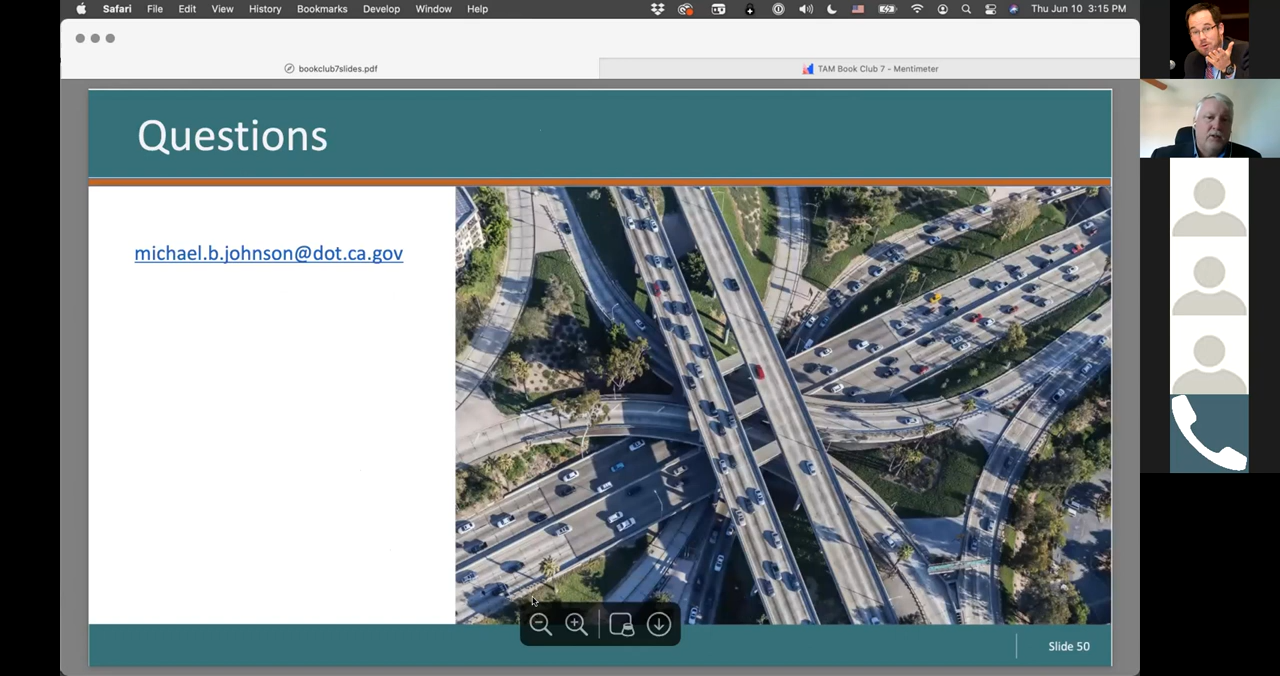 Safari File Edit View History Bookmarks Develop Window Help Thu Jun 10 3:15 PM
bookclub7slides.pdf
TAM Book Club 7 – Mentimeter
Questions
michael.b.johnson@dot.ca.gov
Slide 50